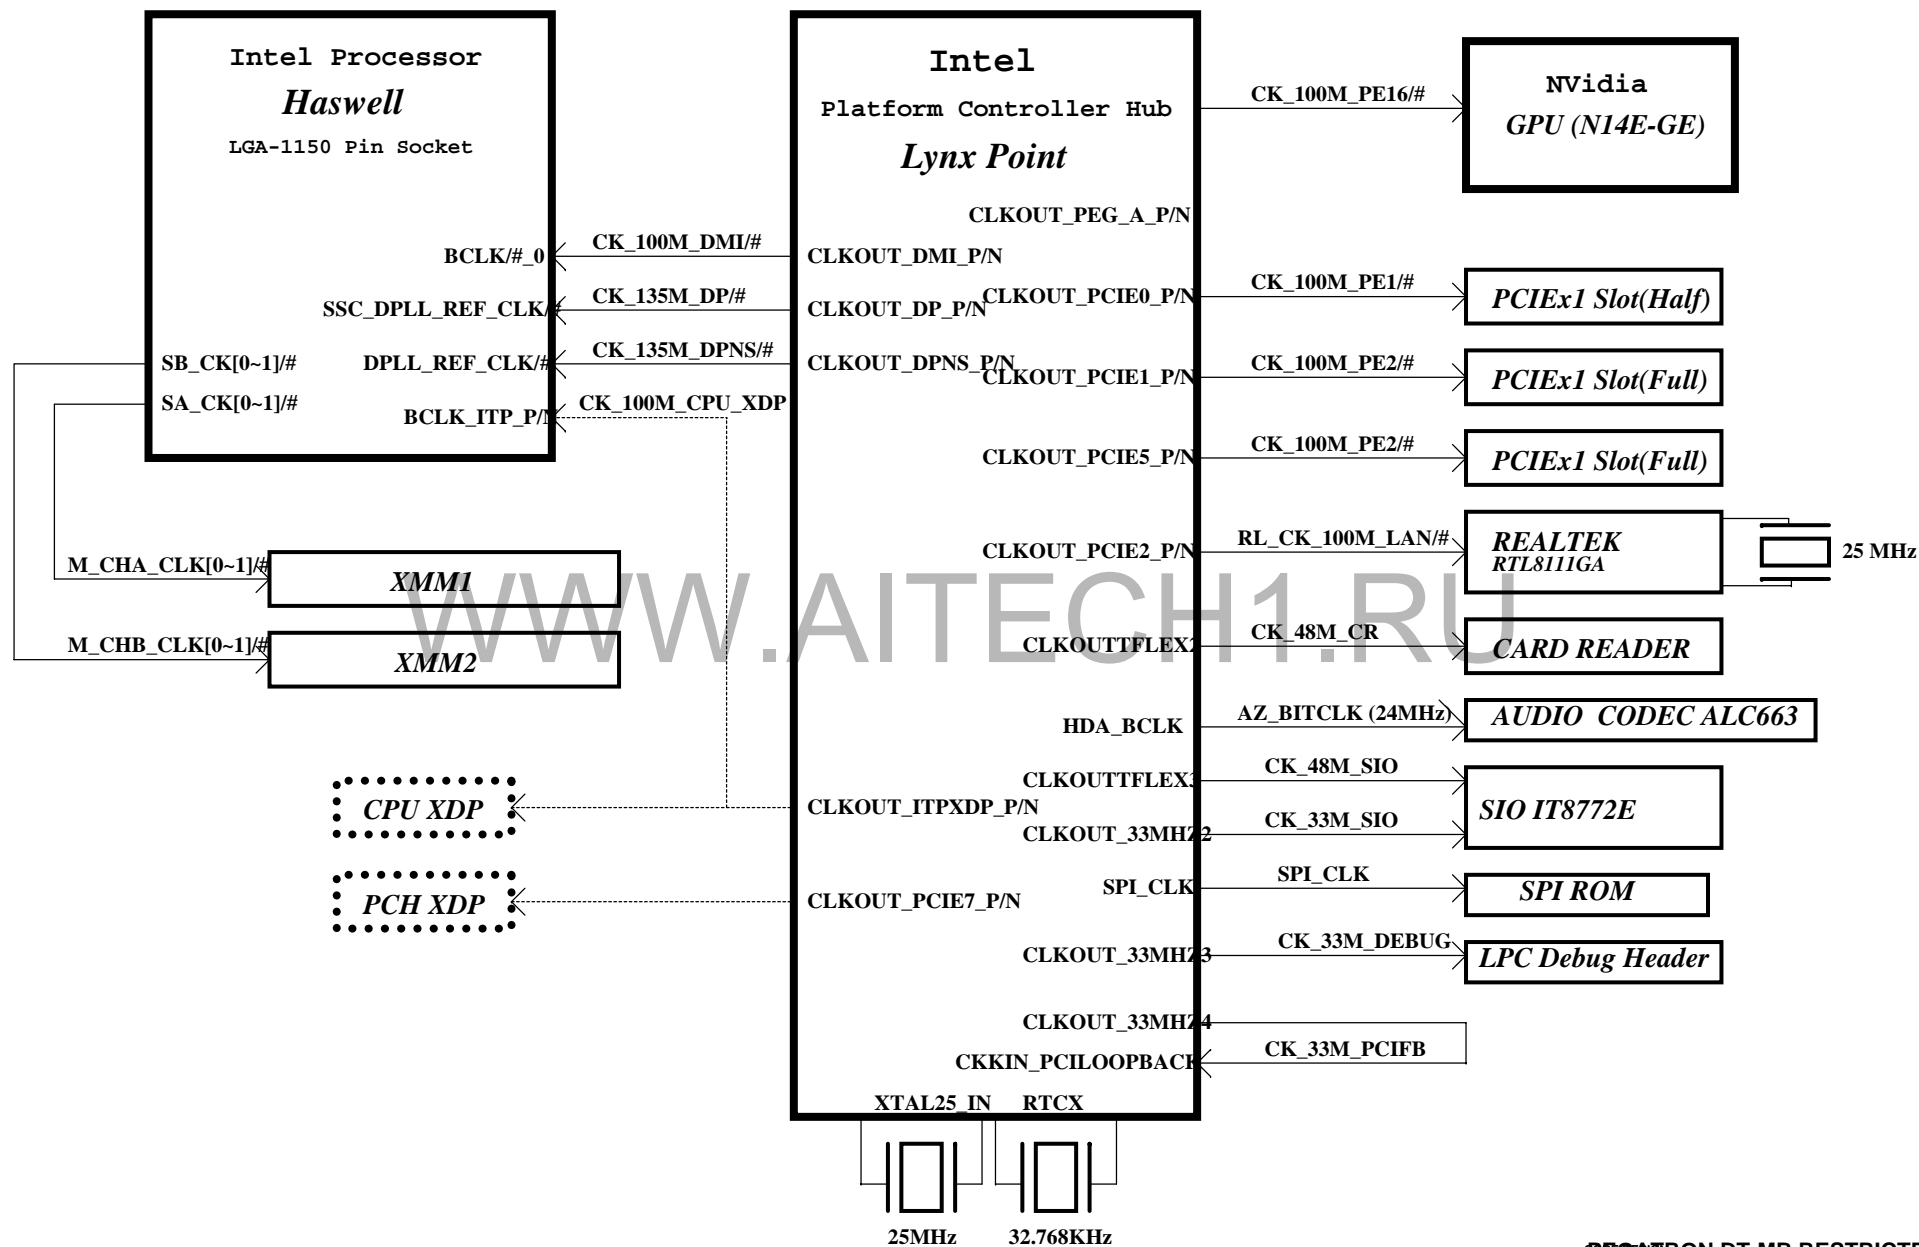 Intel Processor
Haswell
LGA-1150 Pin Socket
BCLK/#_0
SSC_DPLL_REF_CLK/#
DPLL_REF_CLK/#
BCLK_ITP_P/N
SB_CK[0~1]/#
SA_CK[0~1]/#
CK_100M_DMI/#
CK_135M_DP/#
CK_135M_DPNS/#
CK_100M_CPU_XDP
M_CHA_CLK[0~1]/#
XMM1
M_CHB_CLK[0~1]/#
XMM2
CPU XDP
PCH XDP
Intel
Platform Controller Hub
Lynx Point
CLKOUT_PEG_A_P/N
CLKOUT_DMI_P/N
CLKOUT_PCIE0_P/N
CLKOUT_DP_P/N
CLKOUT_DPNS_P/N
CLKOUT_PCIE1_P/N
CLKOUT_PCIE5_P/N
CLKOUT_PCIE2_P/N
CLKOUTTFLEX2
HDA_BCLK
CLKOUTTFLEX3
CLKOUT_ITPXDP_P/N
CLKOUT_33MHZ2
SPI_CLK
CLKOUT_PCIE7_P/N
CLKOUT_33MHZ3
CLKOUT_33MHZ4
CKKIN_PCILOOPBACK
XTAL25_IN
RTCX
25MHz
32.768KHz
CK_100M_PE16/#
NVidia
GPU (N14E-GE)
CK_100M_PE1/#
PCIEx1 Slot(Half)
CK_100M_PE2/#
PCIEx1 Slot(Full)
CK_100M_PE2/#
PCIEx1 Slot(Full)
RL_CK_100M_LAN/#
REALTEK
RTL8111GA
25 MHz
CK_48M_CR
CARD READER
AZ_BITCLK (24MHz)
AUDIO CODEC ALC663
CK_48M_SIO
CK_33M_SIO
SIO IT8772E
SPI_CLK
SPI ROM
CK_33M_DEBUG
LPC Debug Header
CK_33M_PCIFB
WWW.AITECH1.RU
DT MB